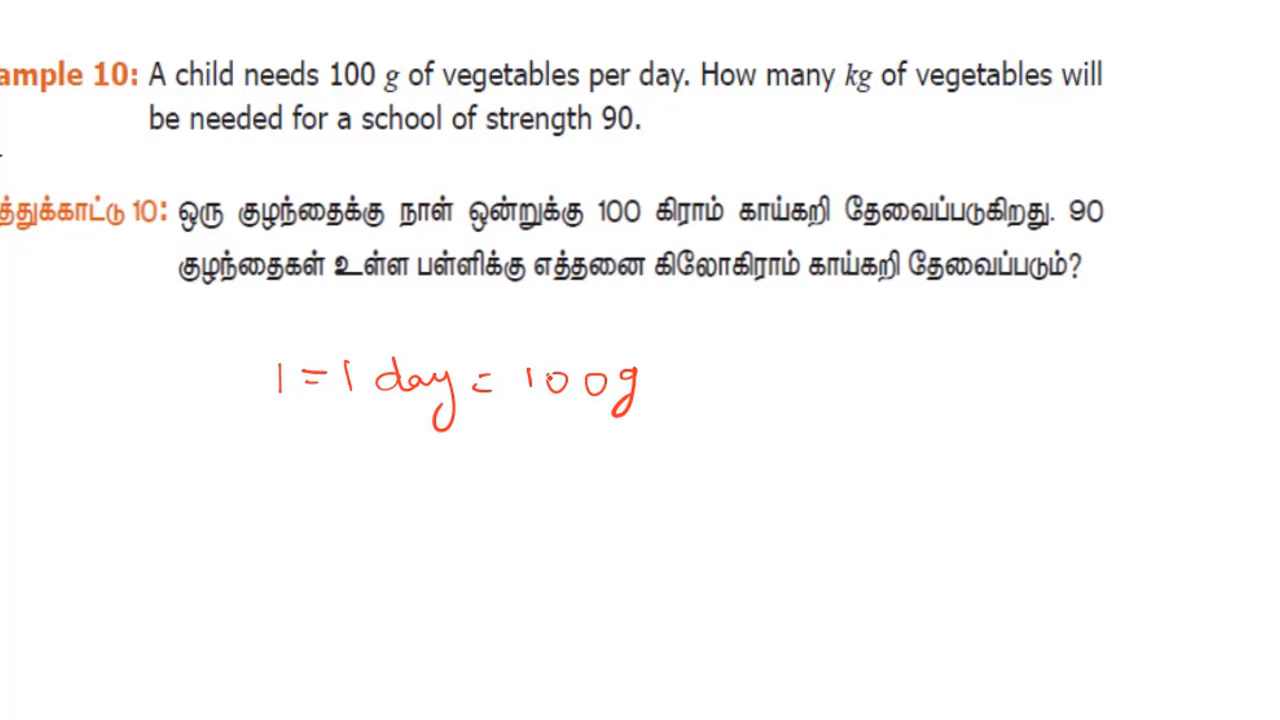 ample 10: A child needs 100 g of vegetables per day. How many kg of vegetables will
be needed for a school of strength 90.
த்துக்காட்டு 10: ஒரு குழந்தைக்கு நாள் ஒன்றுக்கு 100 கிராம் காய்கறி தேவைப்படுகிறது. 90
குழந்தைகள் உள்ள பள்ளிக்கு எத்தனை கிலோகிராம் காய்கறி தேவைப்படும்?
1 = 1 day = 100g